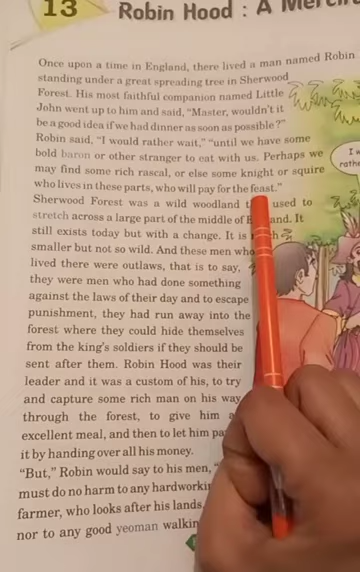 13
Robin Hood : A
Once upon a time in England, there lived a man named Robin
standing under a great spreading tree in Sherwood
Forest. His most faithful companion named Little
John went up to him and said, "Master, wouldn't it
be a good idea if we had dinner as soon as possible?"
Robin said, "I would rather wait," "until we have some
bold baron or other stranger to eat with us. Perhaps we
may find some rich rascal, or else some knight or squire
who lives in these parts, who will pay for the feast."
Sherwood Forest was a wild woodland used to
stretch across a large part of the middle of and. It
still exists today but with a change. It is
smaller but not so wild. And these men who
lived there were outlaws, that is to say,
they were men who had done something
against the laws of their day and to escape
punishment, they had run away into the
forest where they could hide themselves
from the king's soldiers if they should be
sent after them. Robin Hood was their
leader and it was a custom of his, to try
and capture some rich man on his way
through the forest, to give him
excellent meal, and then to let him
it by handing over all his money.
"But," Robin would say to his men,
must do no harm to any
farmer, who looks after his lands,
nor to any good yeoman
I w